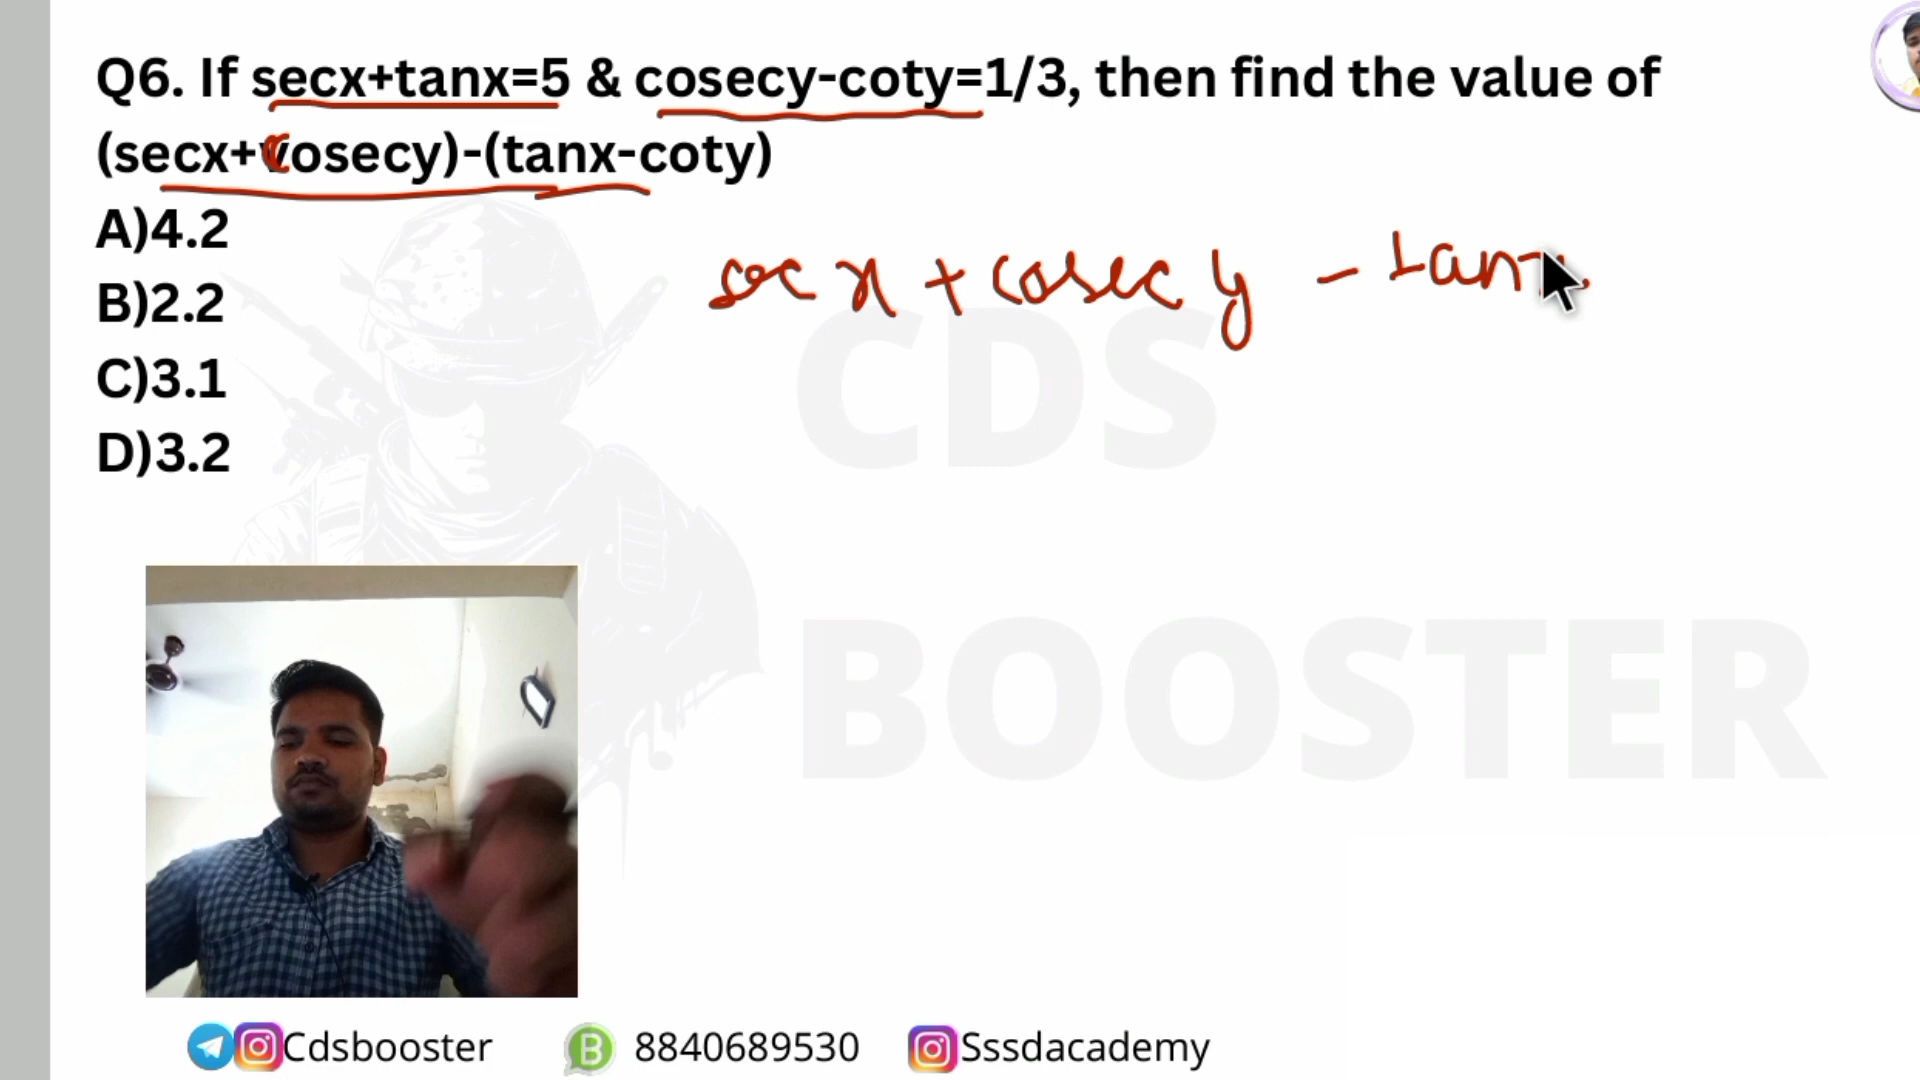 Q6. If secx+tanx=5 & cosecy-coty=1/3, then find the value of
(secx+cosecy)-(tanx-coty)
A)4.2
B)2.2
C)3.1
D)3.2
sec x + cosec y - tanx
CDS
BOOSTER
Cdsbooster 8840689530 Sssdacademy